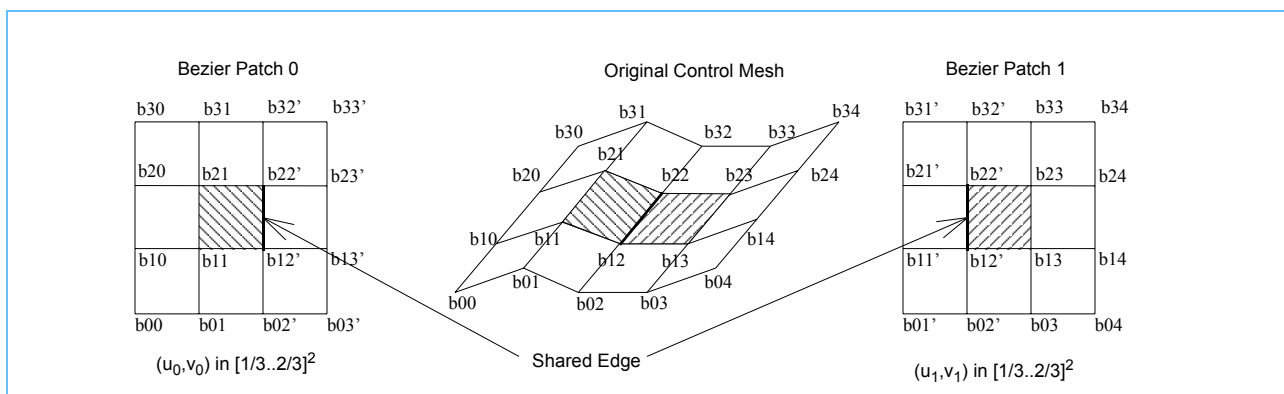 Bezier Patch 0
b30 b31 b32’ b33’
b20 b21 b22’ b23’
b10 b11 b12’ b13’
b00 b01 b02’ b03’
(u0,v0) in [1/3..2/3]2
Original Control Mesh
b34
b31
b30 b32 b33
b21
b20 b22 b23 b24
b10 b11 b14
b12 b13
b01 b04
b00 b02 b03
Shared Edge
Bezier Patch 1
b31’ b32’ b33 b34
b21’ b22’ b23 b24
b11’ b12’ b13 b14
b01’ b02’ b03 b04
(u1,v1) in [1/3..2/3]2